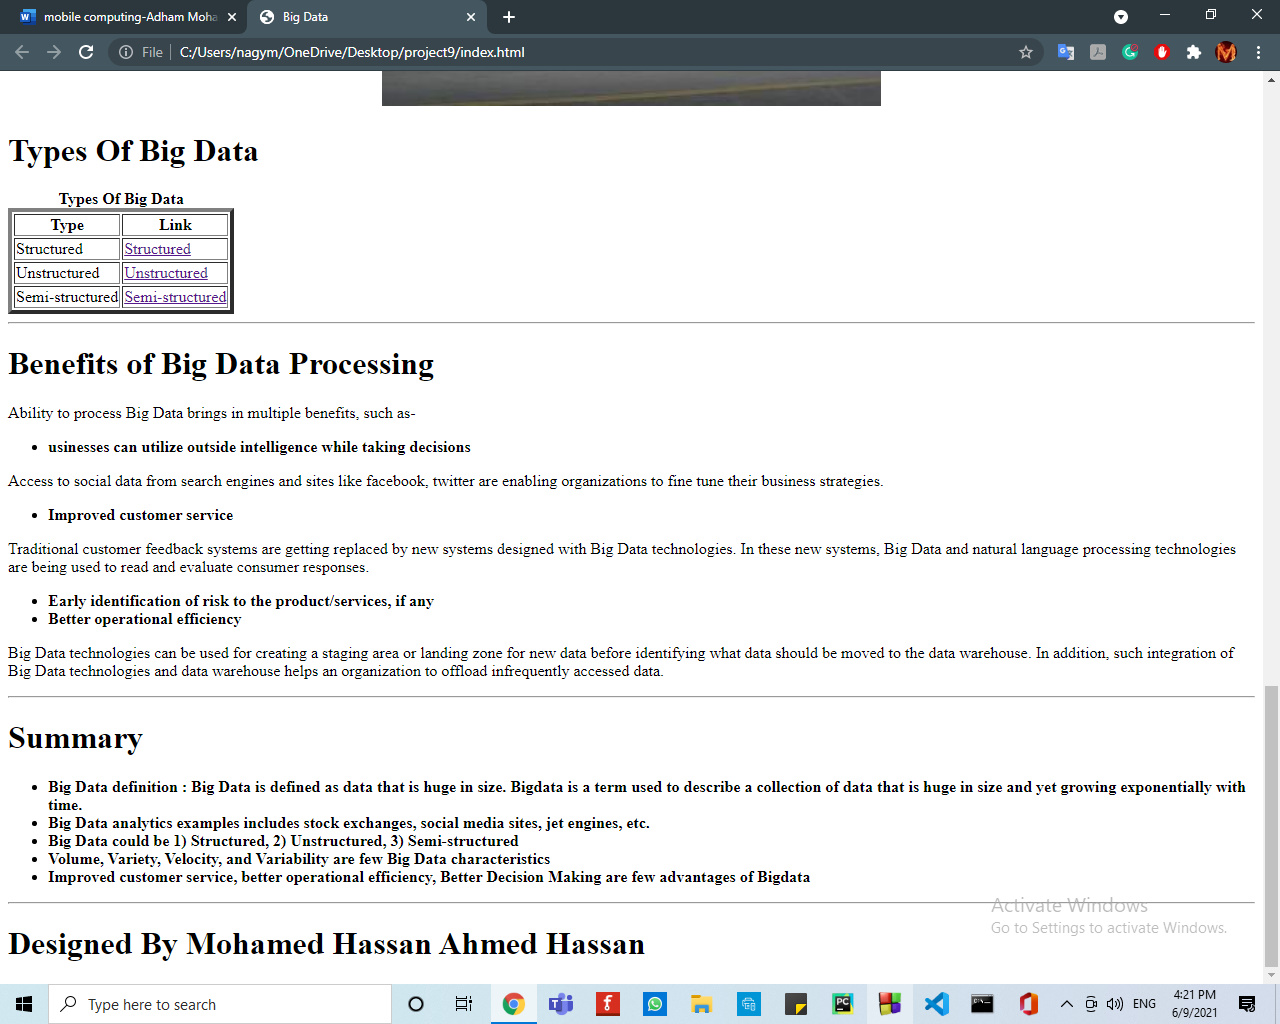 mobile computing-Adham Moha
Big Data
File
C:/Users/nagym/OneDrive/Desktop/project9/index.html
Types Of Big Data
Types Of Big Data
Type Link
Structured Structured
Unstructured Unstructured
Semi-structured Semi-structured
Benefits of Big Data Processing
Ability to process Big Data brings in multiple benefits, such as-
• usinesses can utilize outside intelligence while taking decisions
Access to social data from search engines and sites like facebook, twitter are enabling organizations to fine tune their business strategies.
• Improved customer service
Traditional customer feedback systems are getting replaced by new systems designed with Big Data technologies. In these new systems, Big Data and natural language processing technologies
are being used to read and evaluate consumer responses.
• Early identification of risk to the product/services, if any
• Better operational efficiency
Big Data technologies can be used for creating a staging area or landing zone for new data before identifying what data should be moved to the data warehouse. In addition, such integration of
Big Data technologies and data warehouse helps an organization to offload infrequently accessed data.
Summary
• Big Data definition : Big Data is defined as data that is huge in size. Bigdata is a term used to describe a collection of data that is huge in size and yet growing exponentially with
time.
• Big Data analytics examples includes stock exchanges, social media sites, jet engines, etc.
• Big Data could be 1) Structured, 2) Unstructured, 3) Semi-structured
• Volume, Variety, Velocity, and Variability are few Big Data characteristics
• Improved customer service, better operational efficiency, Better Decision Making are few advantages of Bigdata
Activate Windows
Go to Settings to activate Windows.
Designed By Mohamed Hassan Ahmed Hassan
Type here to search
ENG
4:21 PM
6/9/2021